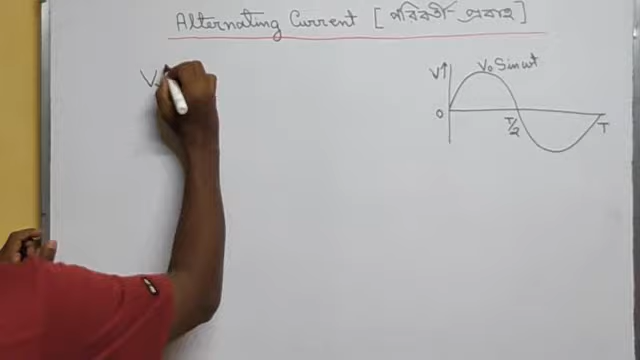 Alternating Current [ পরিবর্তী প্রবাহ ]
V
V↑ V₀ Sin ωt
0 T/2 T